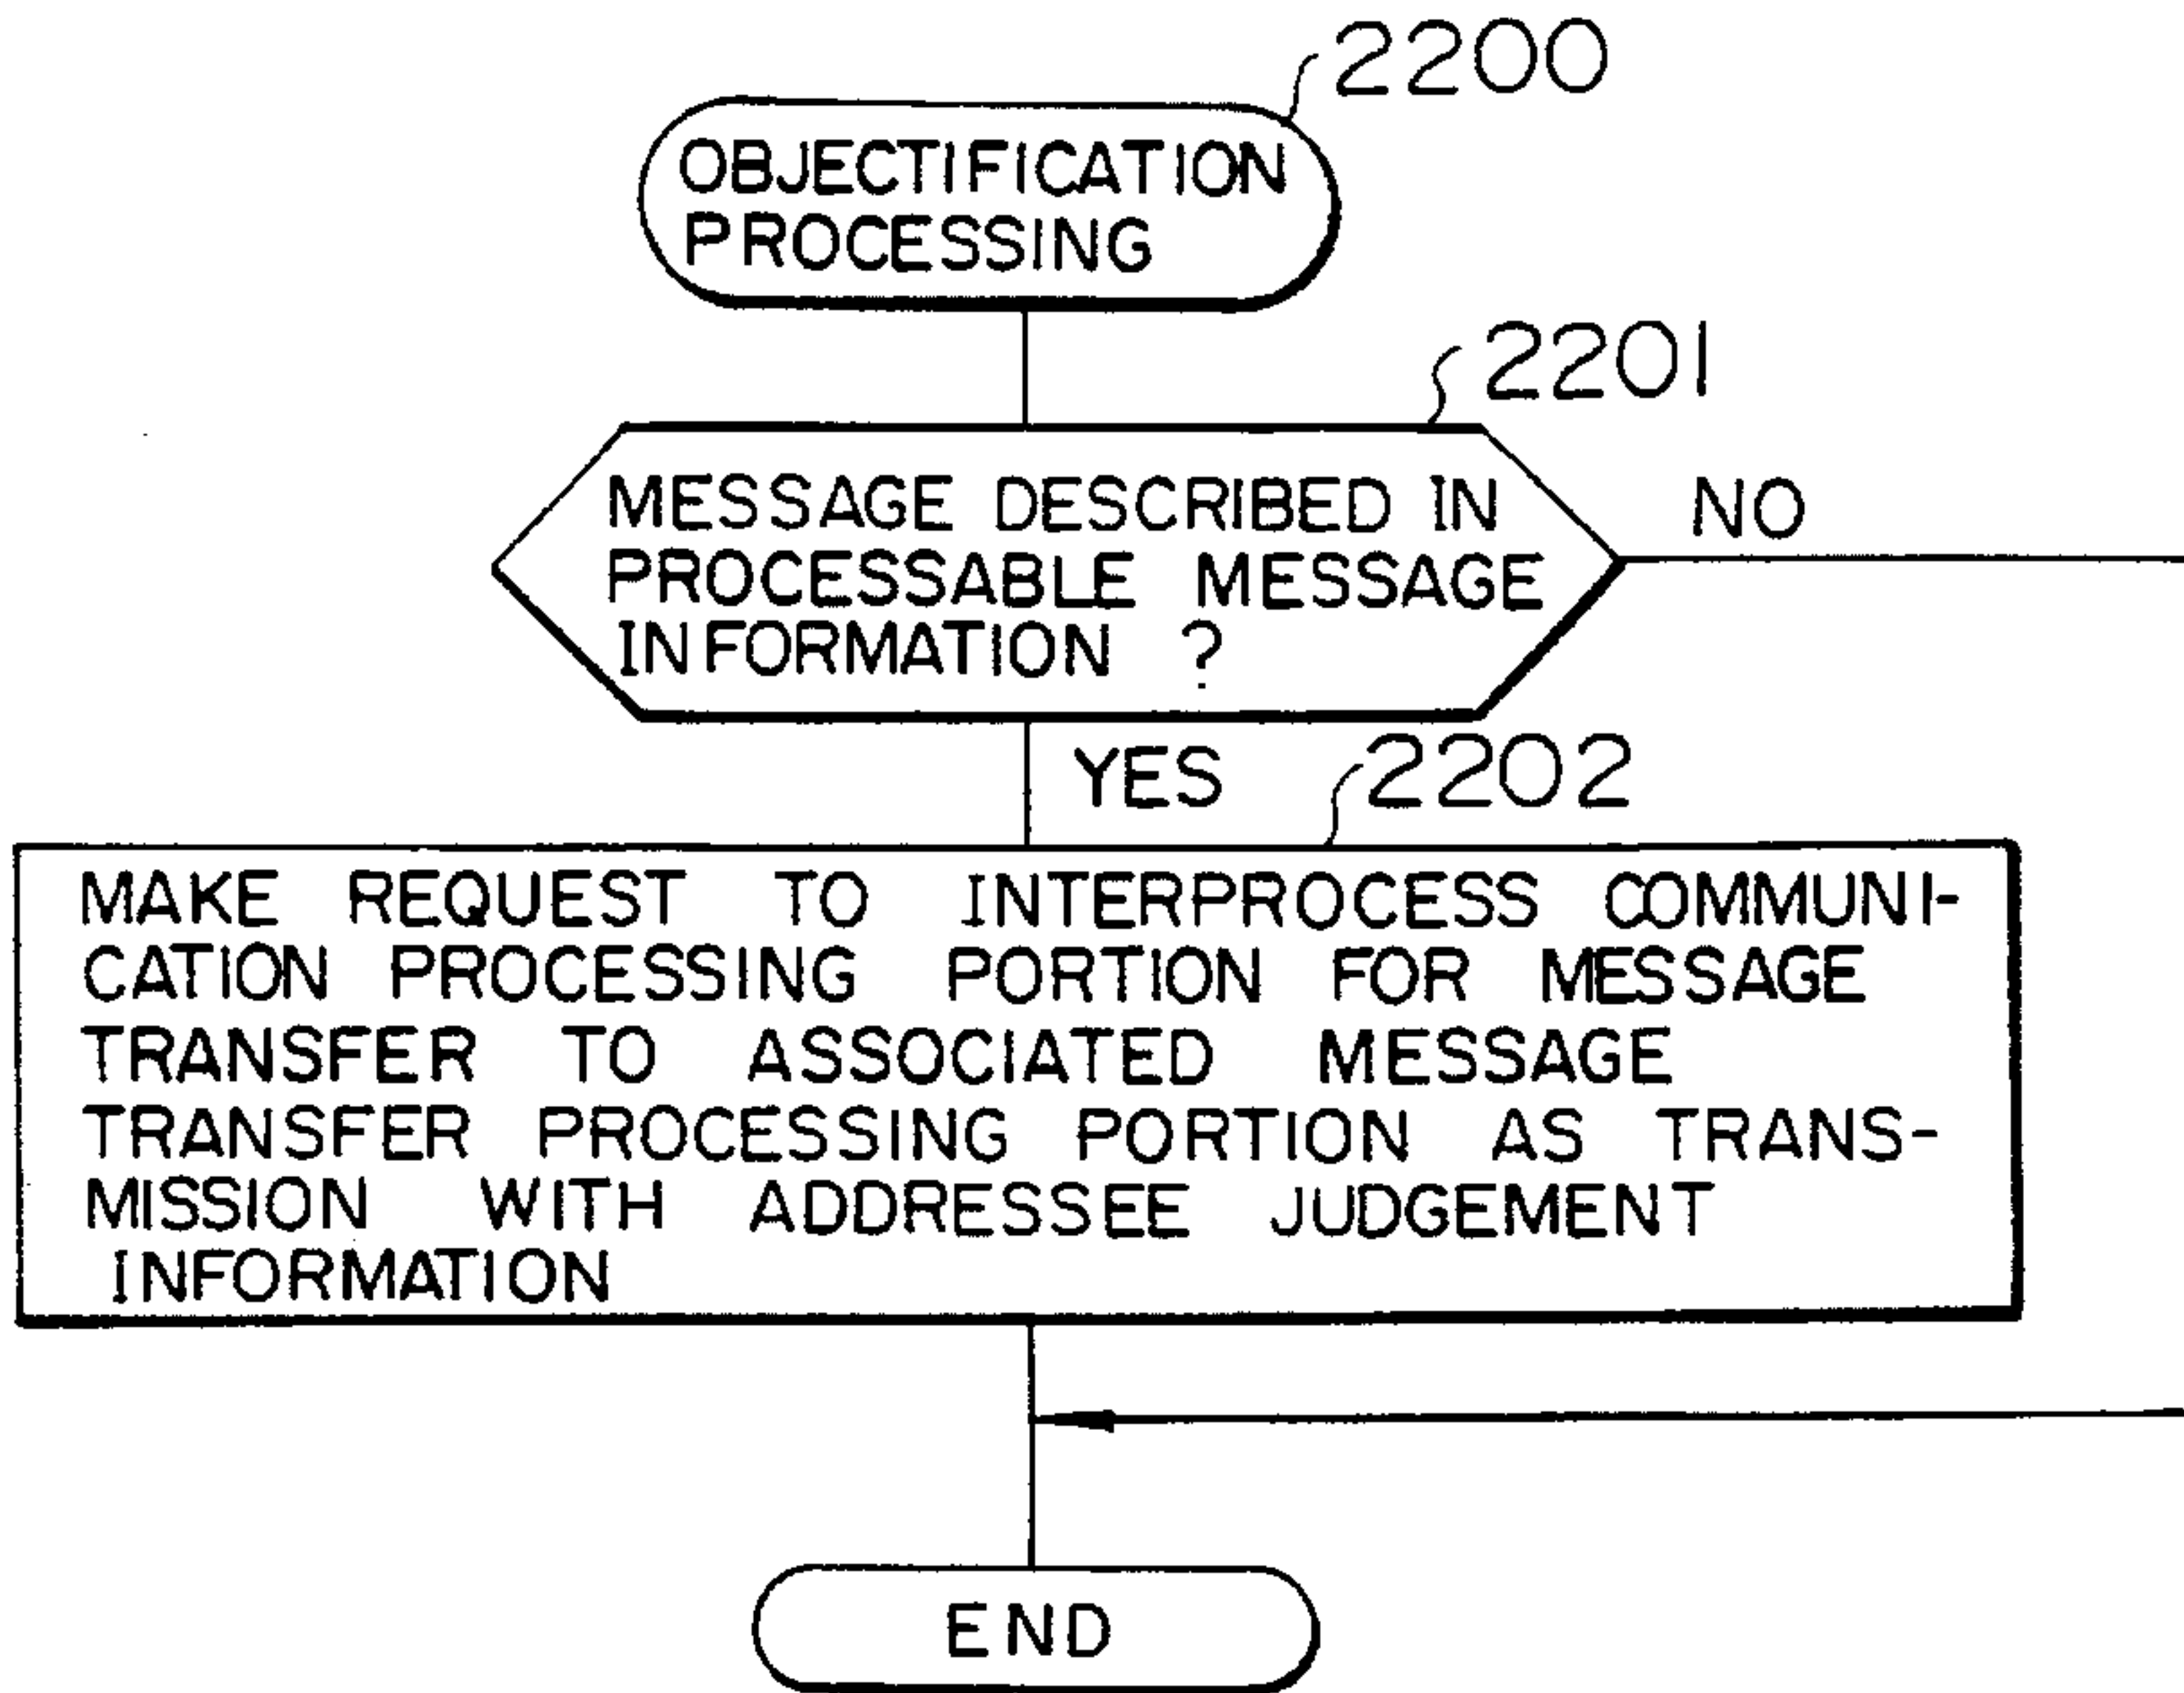 2200
OBJECTIFICATION
PROCESSING
2201
MESSAGE DESCRIBED IN
PROCESSABLE MESSAGE
INFORMATION ?
NO
YES
2202
MAKE REQUEST TO INTERPROCESS COMMUNI-
CATION PROCESSING PORTION FOR MESSAGE
TRANSFER TO ASSOCIATED MESSAGE
TRANSFER PROCESSING PORTION AS TRANS-
MISSION WITH ADDRESSEE JUDGEMENT
INFORMATION
END